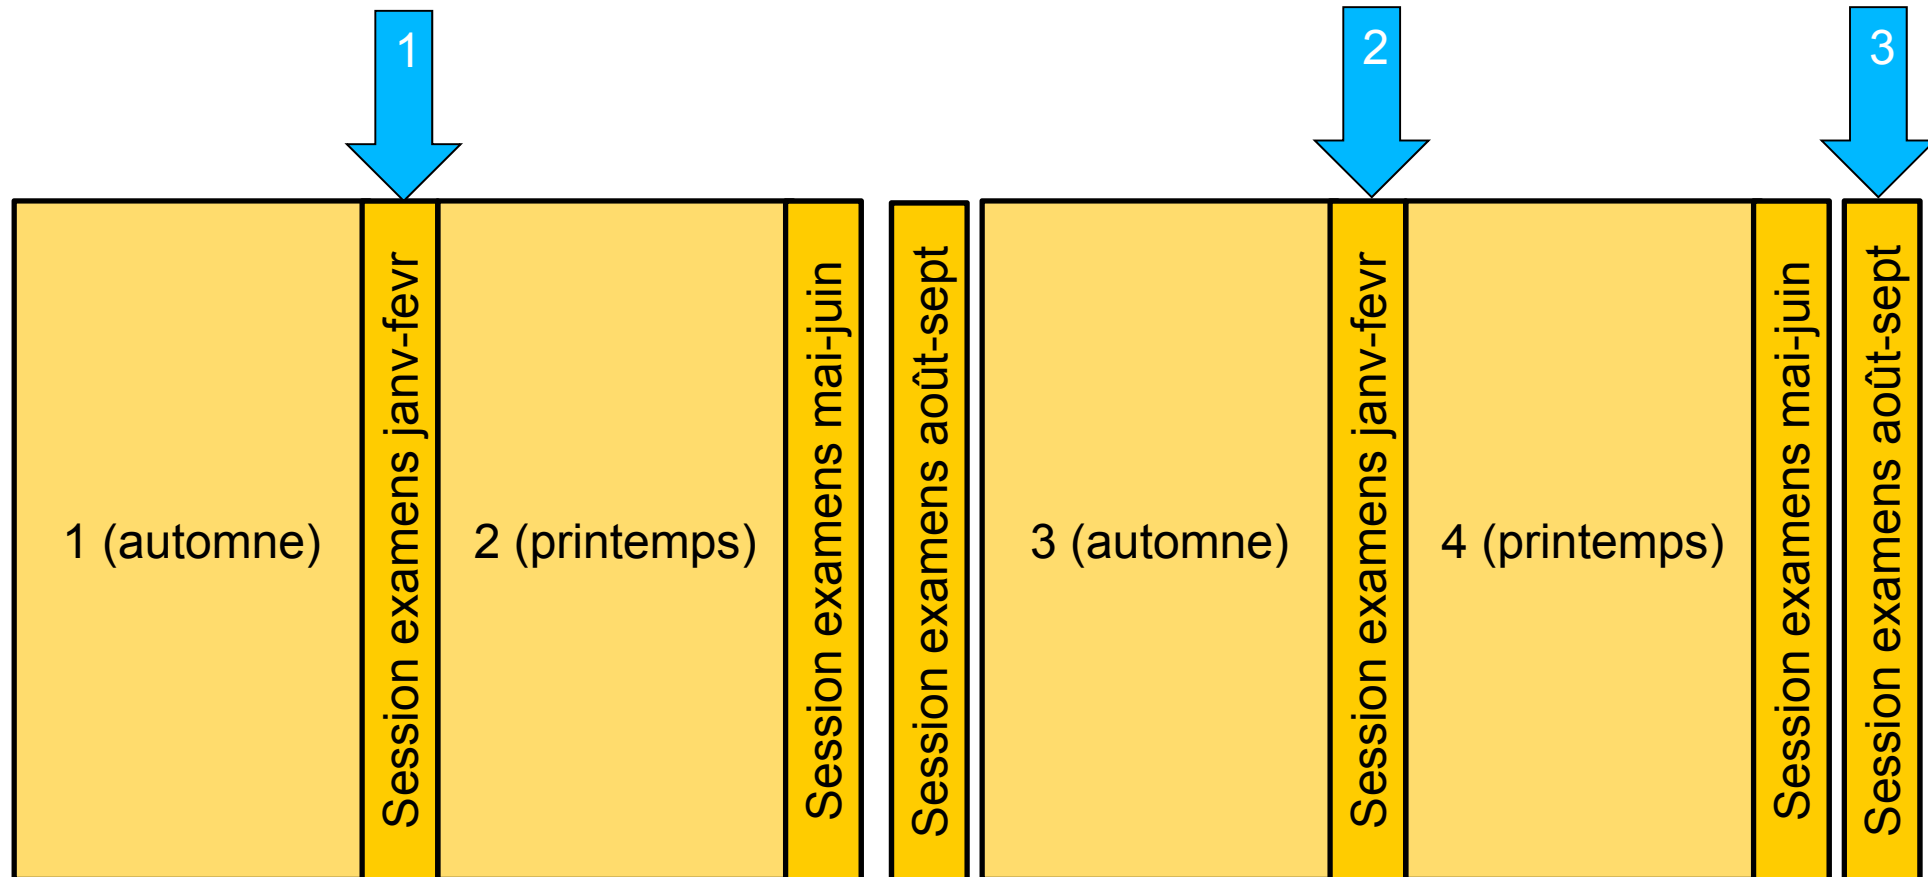 1
2
3
1 (automne)
Session examens janv-fevr
2 (printemps)
Session examens mai-juin
Session examens août-sept
3 (automne)
Session examens janv-fevr
4 (printemps)
Session examens mai-juin
Session examens août-sept